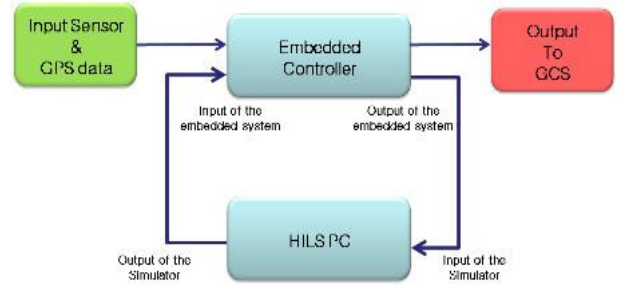 Input Sensor
&
GPS data
Embedded
Controller
Output
To
GCS
Input of the
embedded system
Output of the
embedded system
HILS PC
Output of the
Simulator
Input of the
Simulator